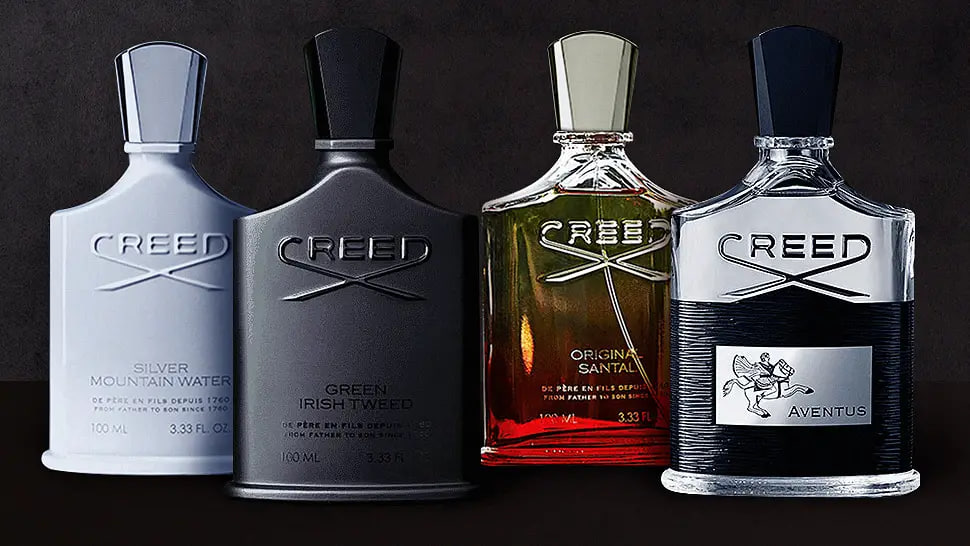 CREED
SILVER
MOUNTAIN WATER
DE PÈRE EN FILS DEPUIS 1760
FROM FATHER TO SON SINCE 1760
100 ML 3.33 FL. OZ.
CREED
GREEN
IRISH TWEED
DE PÈRE EN FILS DEPUIS
FROM FATHER TO SON SINCE
100 ML 3.33 FL
CREED
ORIGINAL
SANTAL
DE PÈRE EN FILS DEPUIS
FROM FATHER TO SON SINCE
100 ML 3.33 FL
CREED
AVENTUS